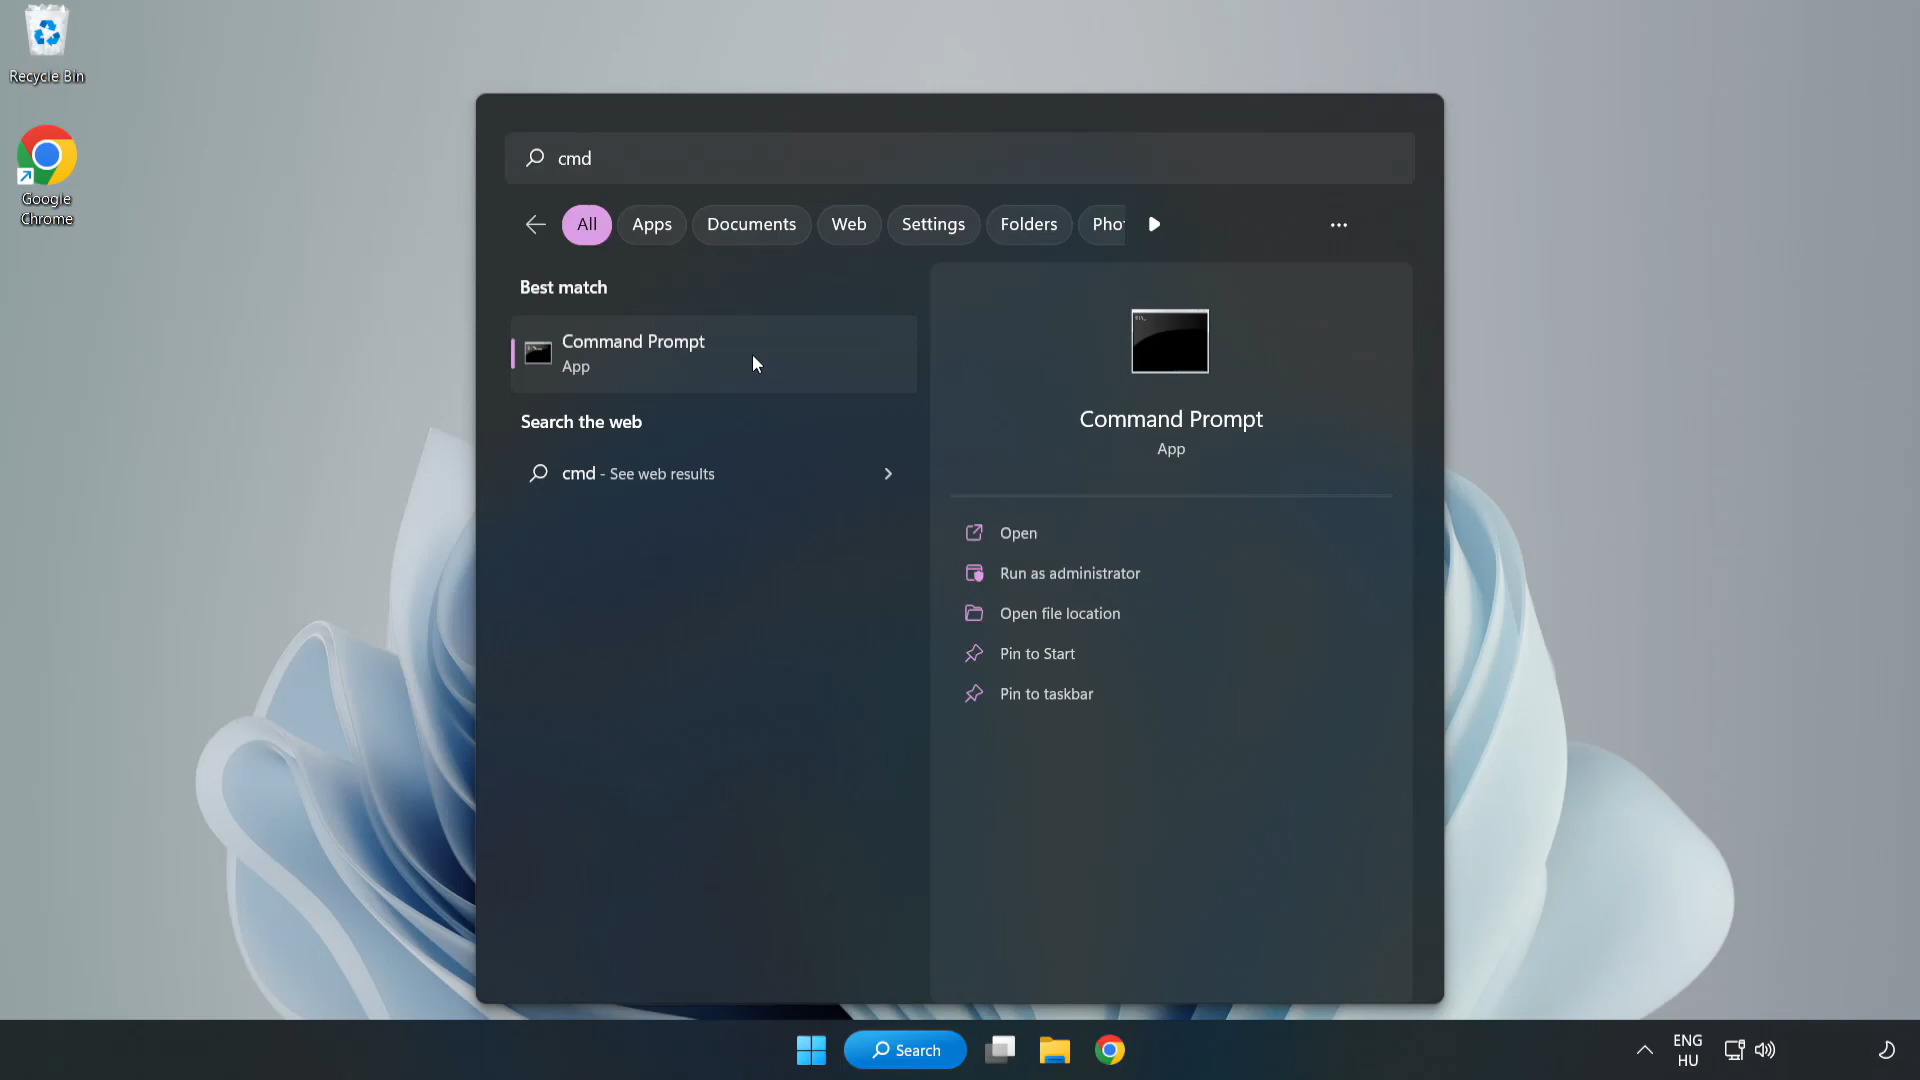 Recycle Bin
Google
Chrome
cmd
All
Apps
Documents
Web
Settings
Folders
Pho
Best match
Command Prompt
App
Search the web
cmd - See web results
Command Prompt
App
Open
Run as administrator
Open file location
Pin to Start
Pin to taskbar
Search
ENG
HU